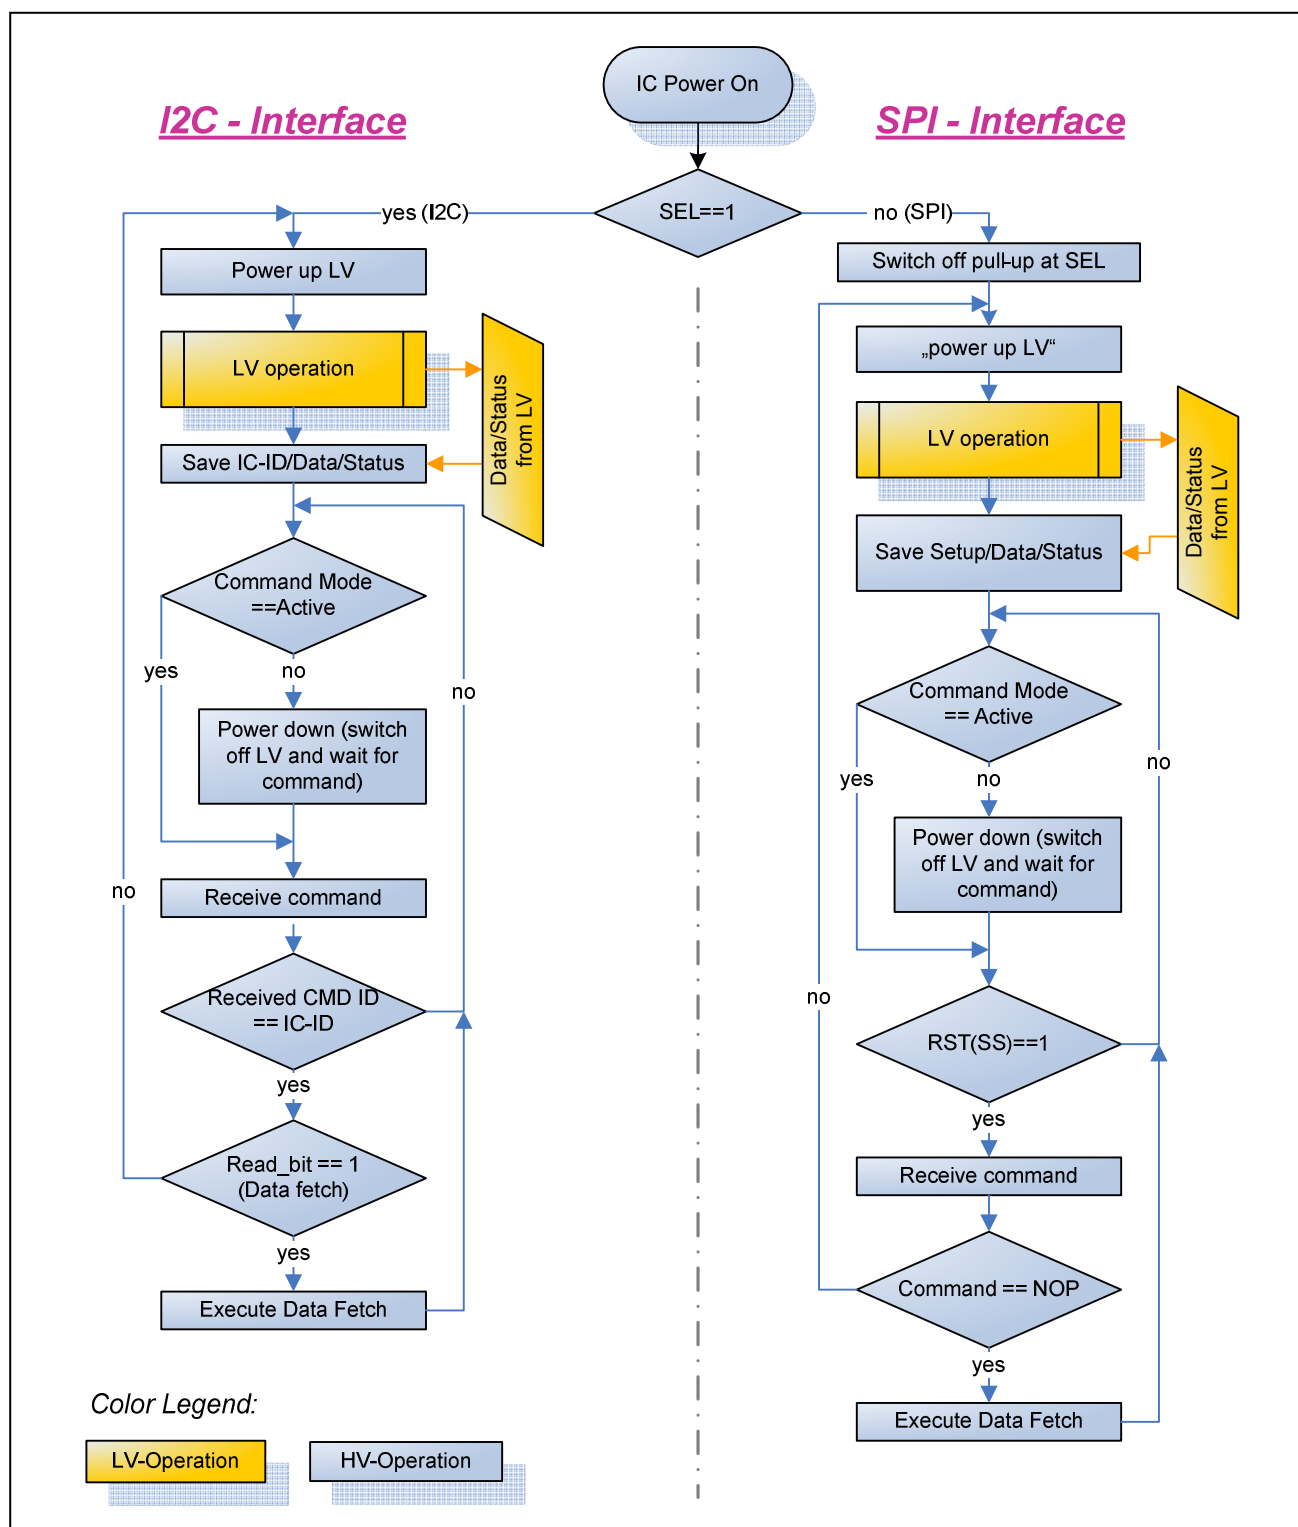 IC Power On
I2C - Interface
SPI - Interface
SEL==1
yes (I2C)
no (SPI)
Power up LV
LV operation
Data/Status
from LV
Save IC-ID/Data/Status
Command Mode
==Active
yes
no
no
Power down (switch
off LV and wait for
command)
no
Receive command
Received CMD ID
== IC-ID
yes
Read_bit == 1
(Data fetch)
yes
Execute Data Fetch
Switch off pull-up at SEL
„power up LV“
LV operation
Data/Status
from LV
Save Setup/Data/Status
Command Mode
== Active
yes
no
no
Power down (switch
off LV and wait for
command)
no
RST(SS)==1
yes
Receive command
Command == NOP
yes
Execute Data Fetch
Color Legend:
LV-Operation
HV-Operation